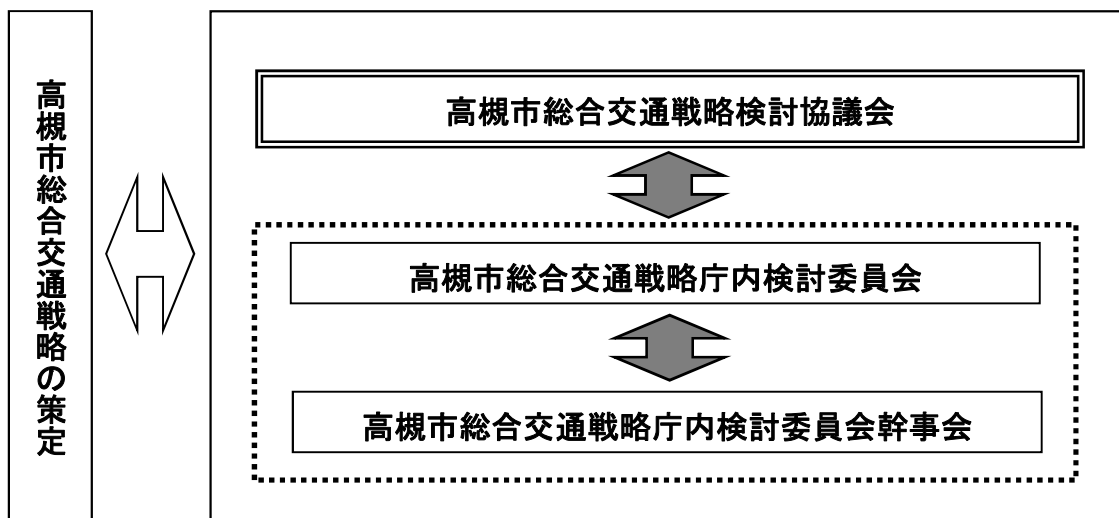 高槻市総合交通戦略の策定
高槻市総合交通戦略検討協議会
高槻市総合交通戦略庁内検討委員会
高槻市総合交通戦略庁内検討委員会幹事会